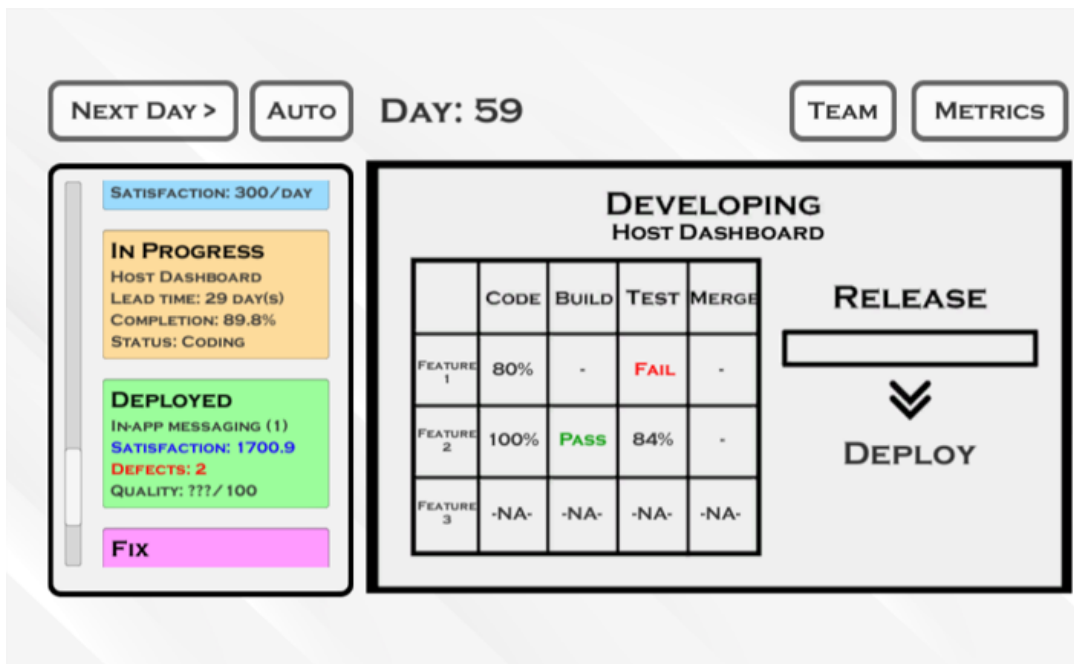 Next Day >
Auto
Day: 59
Team
Metrics
Satisfaction: 300/day
In Progress
Host Dashboard
Lead time: 29 day(s)
Completion: 89.8%
Status: Coding
Deployed
In-app messaging (1)
Satisfaction: 1700.9
Defects: 2
Quality: ???/100
Fix
Developing
Host Dashboard
Code Build Test Merge
Feature 1 80% - Fail -
Feature 2 100% Pass 84% -
Feature 3 -NA- -NA- -NA- -NA-
Release
Deploy